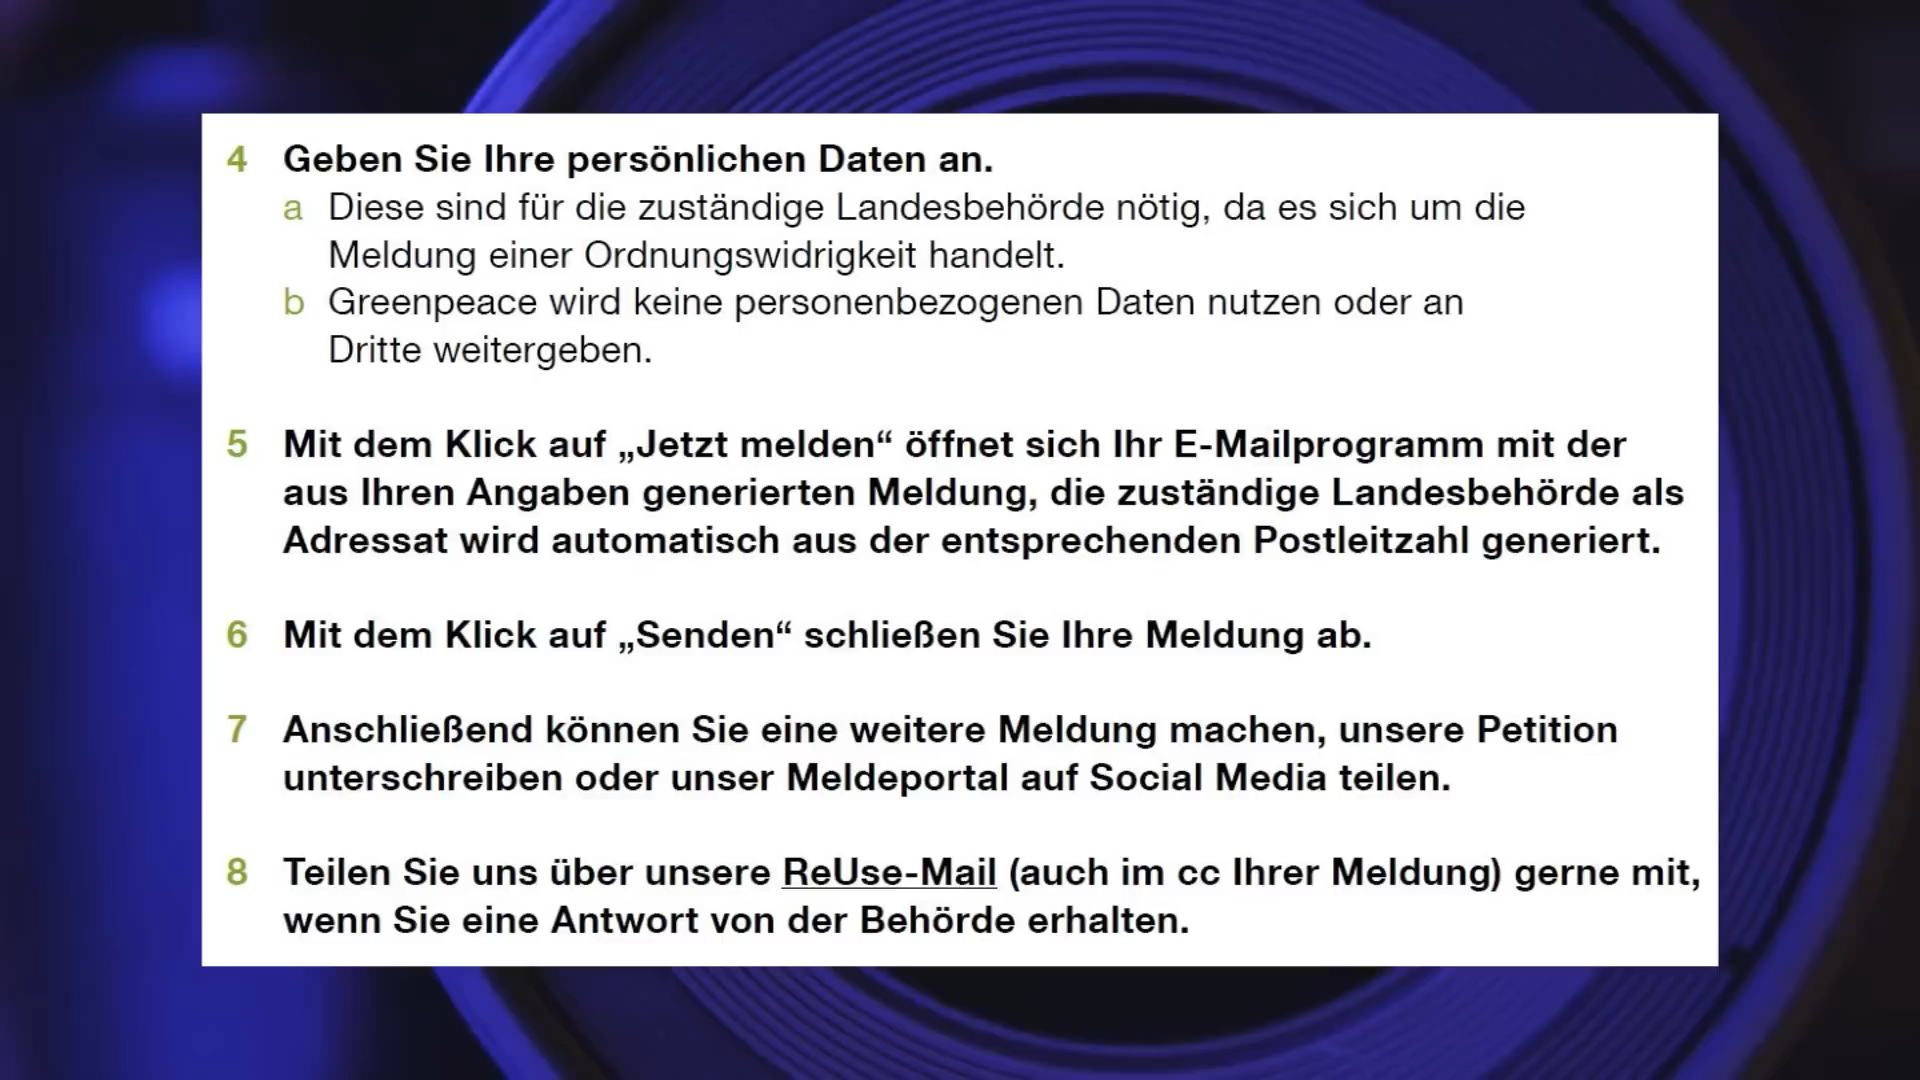 4 Geben Sie Ihre persönlichen Daten an.
a Diese sind für die zuständige Landesbehörde nötig, da es sich um die
Meldung einer Ordnungswidrigkeit handelt.
b Greenpeace wird keine personenbezogenen Daten nutzen oder an
Dritte weitergeben.
5 Mit dem Klick auf „Jetzt melden“ öffnet sich Ihr E-Mailprogramm mit der
aus Ihren Angaben generierten Meldung, die zuständige Landesbehörde als
Adressat wird automatisch aus der entsprechenden Postleitzahl generiert.
6 Mit dem Klick auf „Senden“ schließen Sie Ihre Meldung ab.
7 Anschließend können Sie eine weitere Meldung machen, unsere Petition
unterschreiben oder unser Meldeportal auf Social Media teilen.
8 Teilen Sie uns über unsere ReUse-Mail (auch im cc Ihrer Meldung) gerne mit,
wenn Sie eine Antwort von der Behörde erhalten.